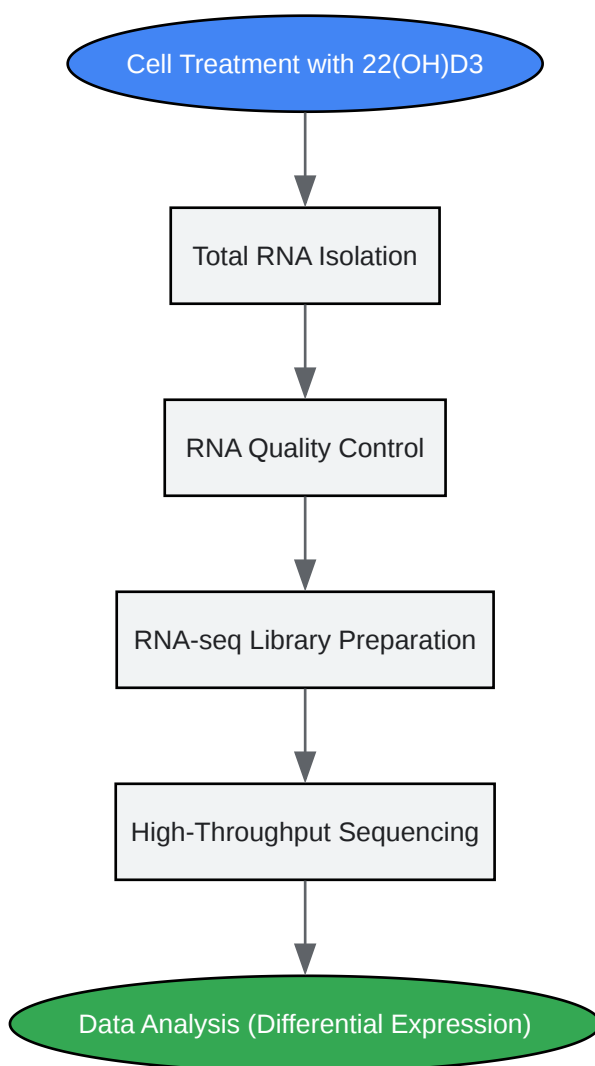 Cell Treatment with 22(OH)D3
Total RNA Isolation
RNA Quality Control
RNA-seq Library Preparation
High-Throughput Sequencing
Data Analysis (Differential Expression)